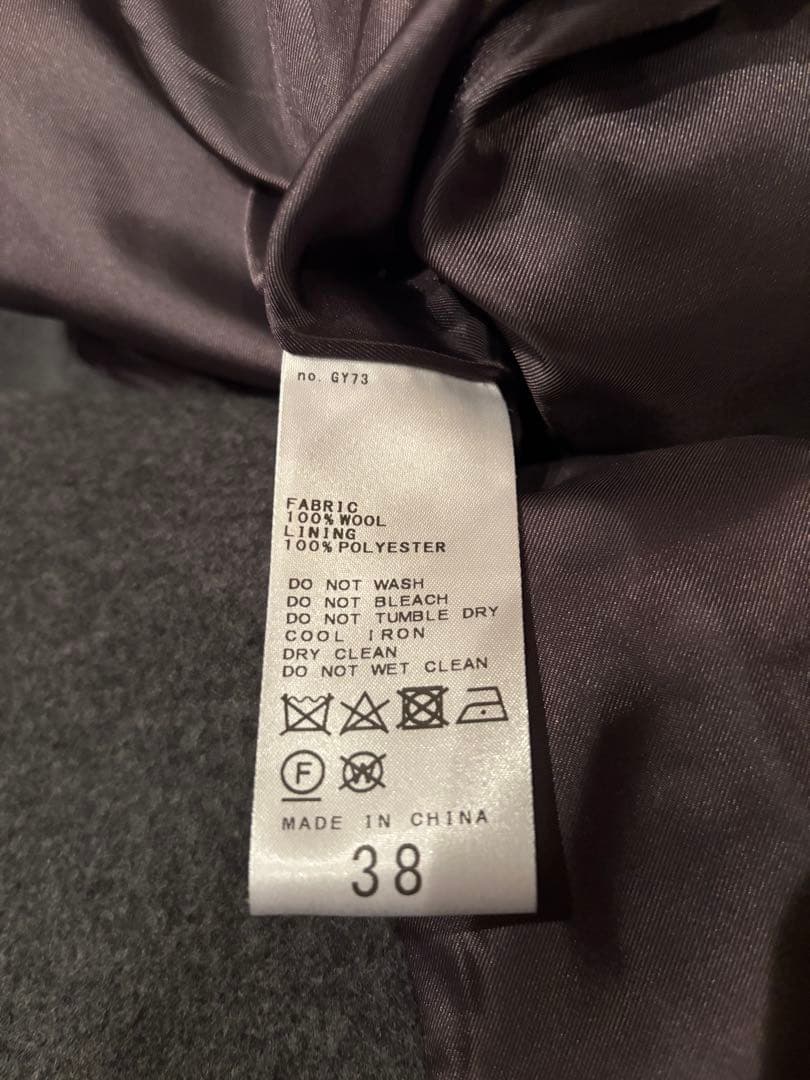 no. GY73
FABRIC
100% WOOL
LINING
100% POLYESTER
DO NOT WASH
DO NOT BLEACH
DO NOT TUMBLE DRY
COOL IRON
DRY CLEAN
DO NOT WET CLEAN
F W
MADE IN CHINA
38